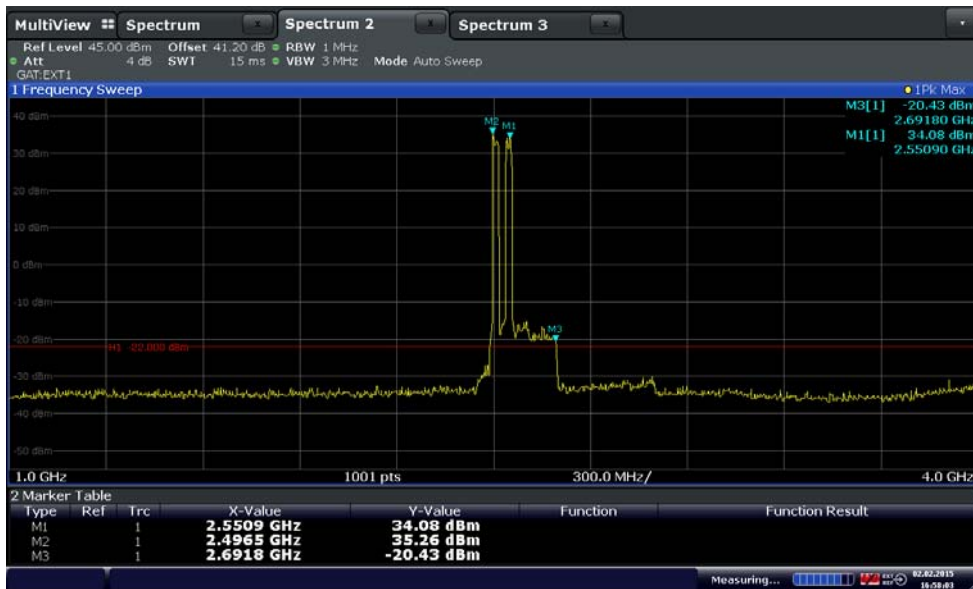 MultiView Spectrum x Spectrum 2 x Spectrum 3 x
Ref Level 45.00 dBm Offset 41.20 dB RBW 1 MHz
Att 4 dB SWT 15 ms VBW 3 MHz Mode Auto Sweep
GAT:EXT1
1 Frequency Sweep 1Pk Max
M3[1] -20.43 dBm
2.69180 GHz
M1[1] 34.08 dBm
2.55090 GHz
40 dBm
M2 M1
30 dBm
20 dBm
10 dBm
0 dBm
-10 dBm
-20 dBm
M3
H1 -22.000 dBm
-30 dBm
-40 dBm
-50 dBm
1.0 GHz 1001 pts 300.0 MHz/ 4.0 GHz
2 Marker Table
Type Ref Trc X-Value Y-Value Function Function Result
M1 1 2.5509 GHz 34.08 dBm
M2 1 2.4965 GHz 35.26 dBm
M3 1 2.6918 GHz -20.43 dBm
Measuring... EXT REF 02.02.2015
16:58:03